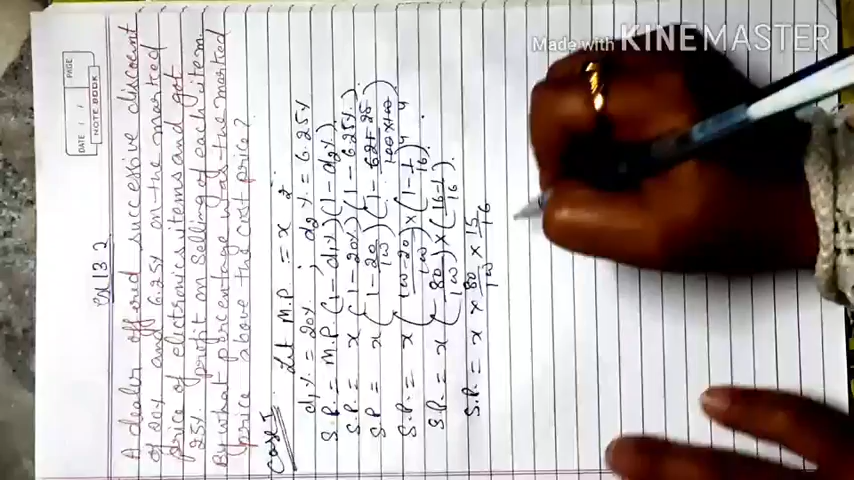 Made with KINEMASTER
PAGE
DATE / /
NOTE BOOK
Ex 13.2
A dealer offered successive discount
of 20% and 6.25% on the marked
price of electronics items and got
25% profit on selling of each item.
By what percentage was the marked
price above the cost price?
Case I Let M.P = x
d₁% = 20% ; d₂% = 6.25%
S.P. = M.P (1 - d₁%) (1 - d₂%)
S.P. = x (1 - 20%) (1 - 6.25%)
S.P = x (1 - 20/100) (1 - 625 / 100×100)
S.P. = x (100-20/100) × (1 - 1/16)
S.P. = x (80/100) × (16-1/16)
S.P. = x × 80/100 × 15/16